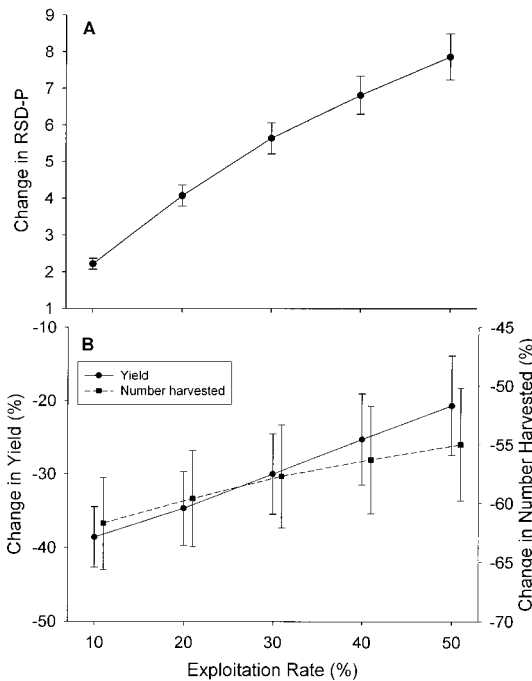 A
9
8
7
6
5
4
3
2
1
Change in RSD-P
B
Yield
Number harvested
-10
-20
-30
-40
-50
Change in Yield (%)
-45
-50
-55
-60
-65
-70
Change in Number Harvested (%)
10 20 30 40 50
Exploitation Rate (%)